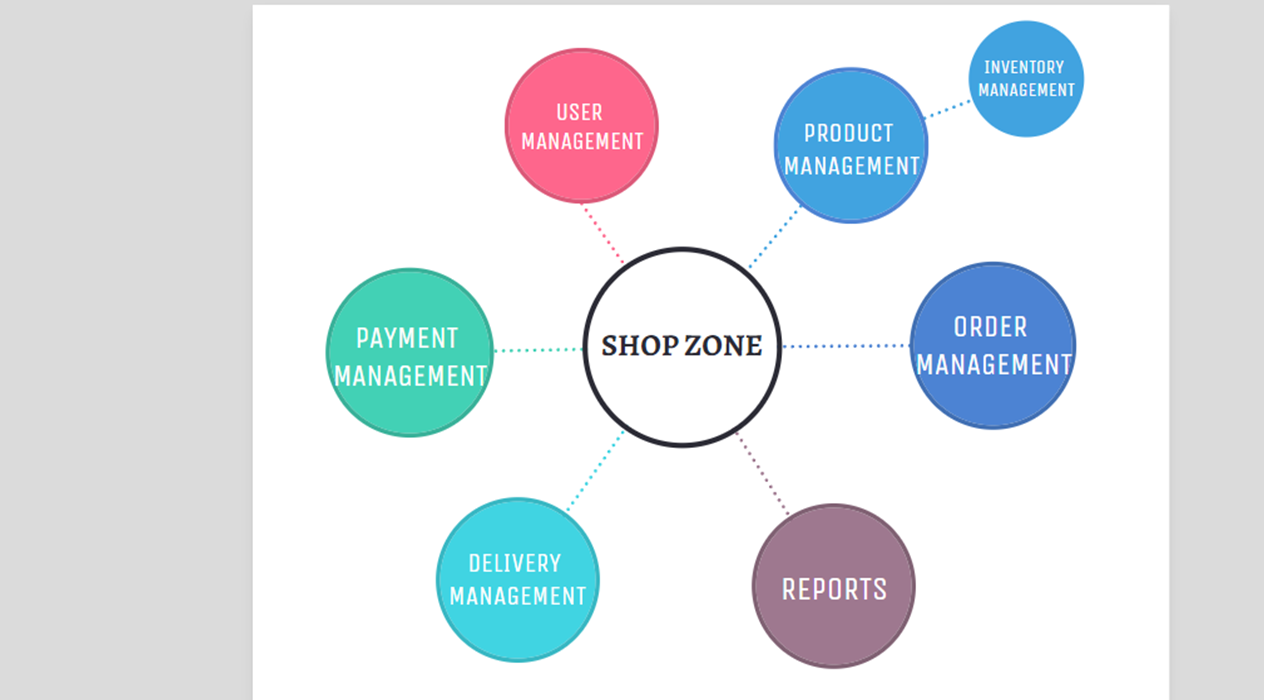 USER
MANAGEMENT
PRODUCT
MANAGEMENT
INVENTORY
MANAGEMENT
PAYMENT
MANAGEMENT
SHOP ZONE
ORDER
MANAGEMENT
DELIVERY
MANAGEMENT
REPORTS